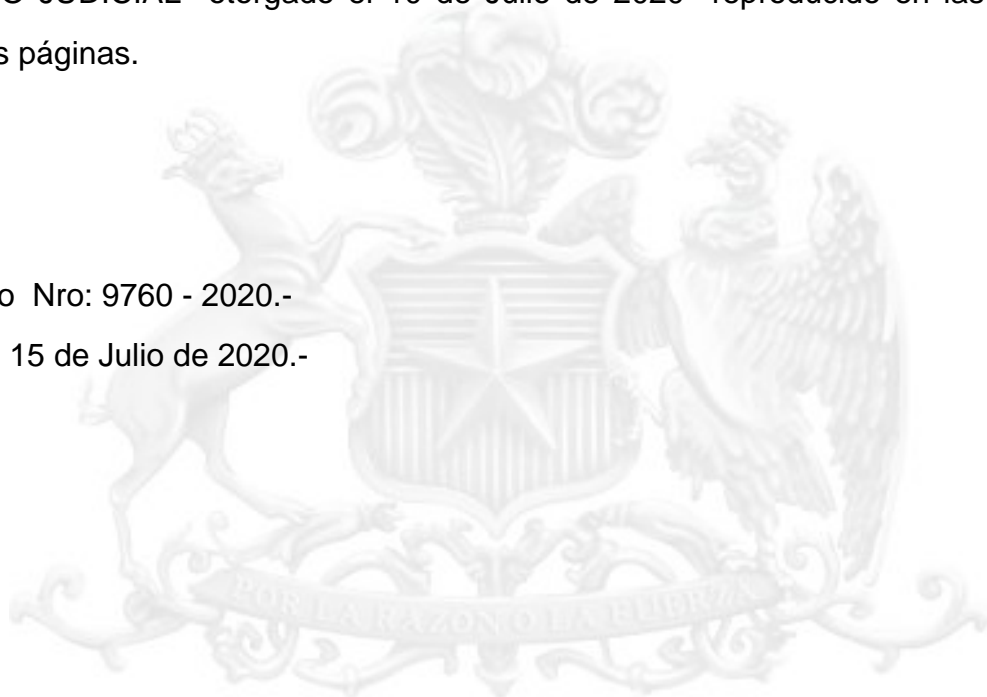 O JUDICIAL otorgado el de Julio de 2020 reproducido en las
s páginas.
o Nro: 9760 - 2020.-
15 de Julio de 2020.-
POR LA RAZON O LA FUERZA